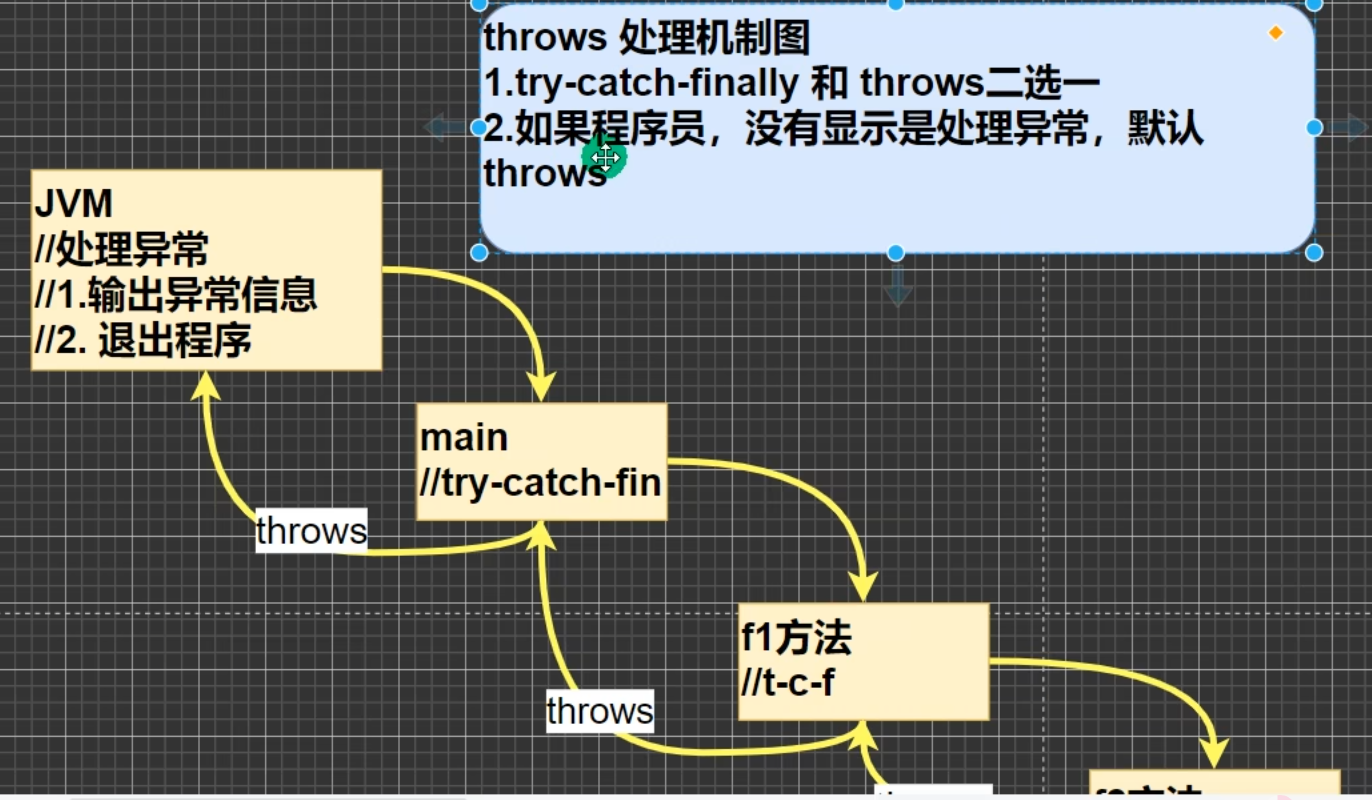 throws 处理机制图
1.try-catch-finally 和 throws二选一
2.如果程序员，没有显示是处理异常，默认
throws
JVM
//处理异常
//1.输出异常信息
//2. 退出程序
main
//try-catch-fin
throws
f1方法
//t-c-f
throws